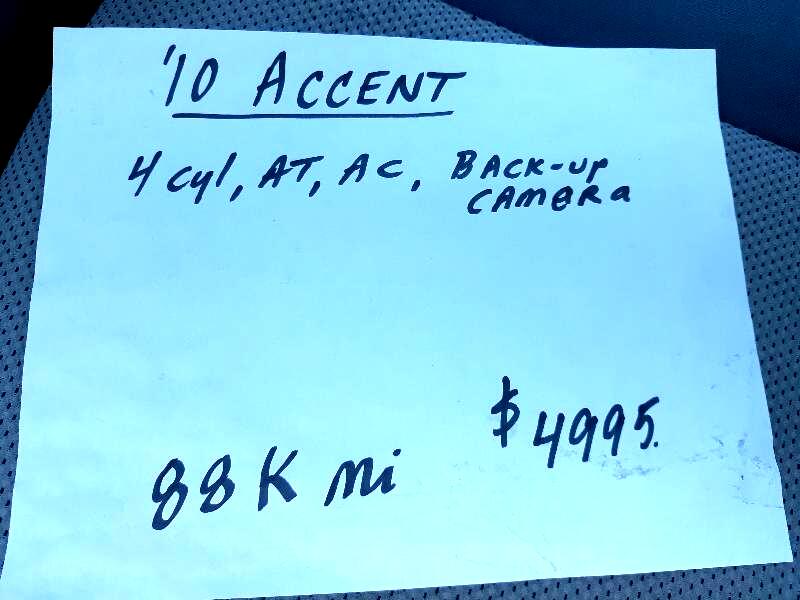 '10 ACCENT
4 cyl, AT, AC, BACK-UP
CAMERA
$4995.
88K mi